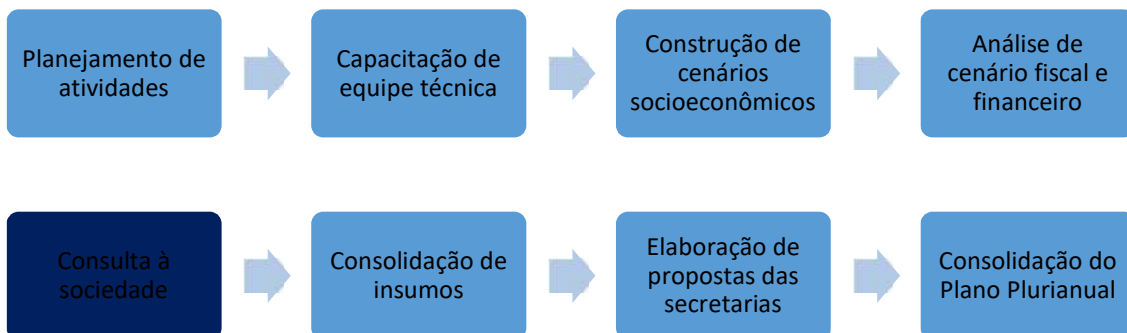 Planejamento de
atividades
Capacitação de
equipe técnica
Construção de
cenários
socioeconômicos
Análise de
cenário fiscal e
financeiro
Consulta à
sociedade
Consolidação de
insumos
Elaboração de
propostas das
secretarias
Consolidação do
Plano Plurianual